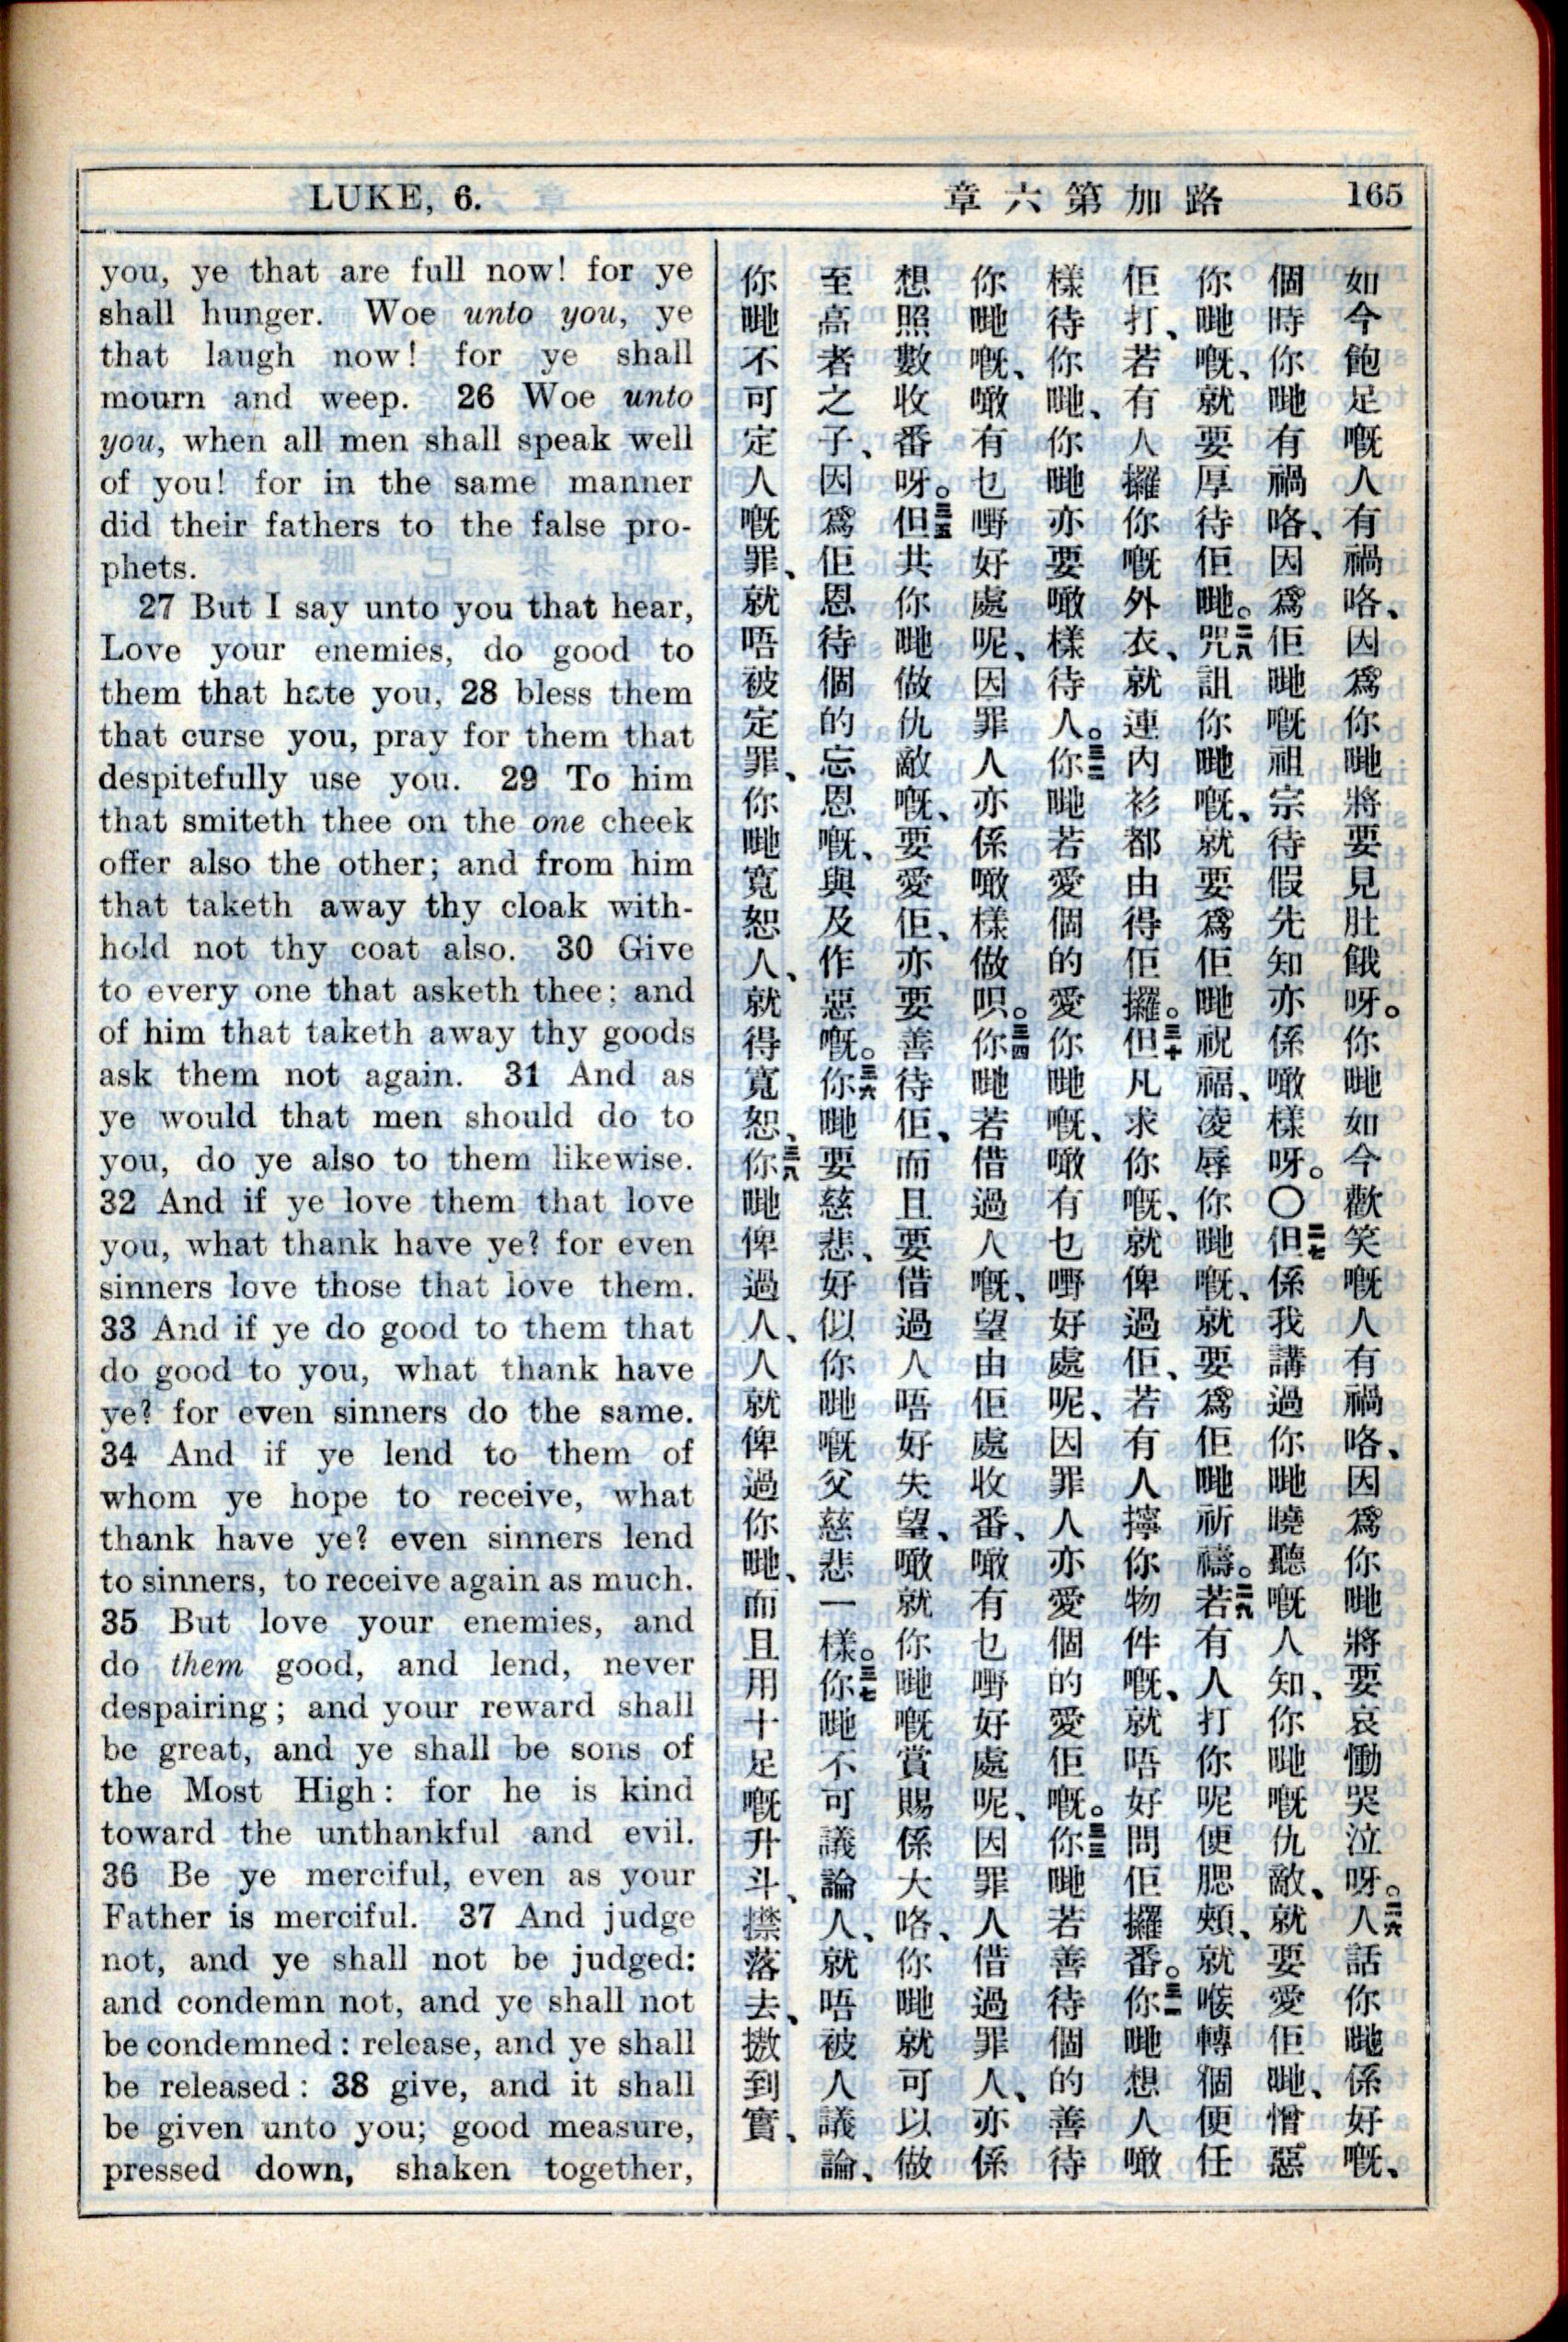 LUKE, 6.
章六第加路
165
you, ye that are full now! for ye
shall hunger. Woe unto you, ye
that laugh now! for ye shall
mourn and weep. 26 Woe unto
you, when all men shall speak well
of you! for in the same manner
did their fathers to the false pro-
phets.
27 But I say unto you that hear,
Love your enemies, do good to
them that hate you, 28 bless them
that curse you, pray for them that
despitefully use you. 29 To him
that smiteth thee on the one cheek
offer also the other; and from him
that taketh away thy cloak with-
hold not thy coat also. 30 Give
to every one that asketh thee; and
of him that taketh away thy goods
ask them not again. 31 And as
ye would that men should do to
you, do ye also to them likewise.
32 And if ye love them that love
you, what thank have ye? for even
sinners love those that love them.
33 And if ye do good to them that
do good to you, what thank have
ye? for even sinners do the same.
34 And if ye lend to them of
whom ye hope to receive, what
thank have ye? even sinners lend
to sinners, to receive again as much.
35 But love your enemies, and
do them good, and lend, never
despairing; and your reward shall
be great, and ye shall be sons of
the Most High: for he is kind
toward the unthankful and evil.
36 Be ye merciful, even as your
Father is merciful. 37 And judge
not, and ye shall not be judged:
and condemn not, and ye shall not
be condemned: release, and ye shall
be released: 38 give, and it shall
be given unto you; good measure,
pressed down, shaken together,
如今飽足嘅人有禍咯、因爲你哋將要見肚餓呀。你哋如今歡笑嘅人有禍咯、因爲你哋將要哀慟哭泣呀。二六人話你哋係好嘅、
個時你哋有禍咯、因爲佢哋嘅祖宗待假先知亦係噉樣呀。〇二七但係我講過你哋曉聽嘅人知、你哋嘅仇敵、就要愛佢哋、憎惡
你哋嘅、就要厚待佢哋。二八咒詛你哋嘅、就要爲佢哋祝福、凌辱你哋嘅、就要爲佢哋祈禱。二九若有人打你呢便腮頰、就喉轉個便任
佢打、若有人攞你嘅外衣、就連内衫都由得佢攞。三十但凡求你嘅、就俾過佢、若有人擰你物件嘅、就唔好問佢攞番。三一你哋想人噉
樣待你哋、你哋亦要噉樣待人。三二你哋若愛個的愛你哋嘅、噉有乜嘢好處呢、因罪人亦愛個的愛佢嘅。三三你哋若善待個的善待
你哋嘅、噉有乜嘢好處呢、因罪人亦係噉樣做呮。三四你哋若借過人嘅、望由佢處收番、噉有乜嘢好處呢、因罪人借過罪人、亦係
想照數收番呀。三五但共你哋做仇敵嘅、要愛佢、亦要善待佢、而且要借過人唔好失望、噉就你哋嘅賞賜係大咯、你哋就可以做
至高者之子、因爲佢恩待個的忘恩嘅、與及作惡嘅。三六你哋要慈悲、好似你哋嘅父慈悲一樣。三七你哋不可議論人、就唔被人議論、
你哋不可定人嘅罪、就唔被定罪、你哋寬恕人、就得寬恕、三八你哋俾過人、人就俾過你哋、而且用十足嘅升斗、㩒落去、擻到實、